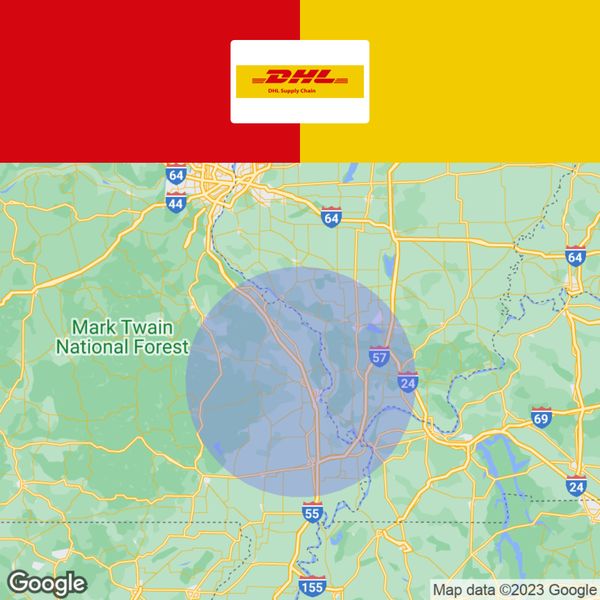 DHL
DHL Supply Chain
64
44
64
64
Mark Twain
National Forest
57
24
69
24
55
155
Google
Map data ©2023 Google